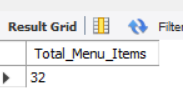 Result Grid Filter
Total_Menu_Items
32